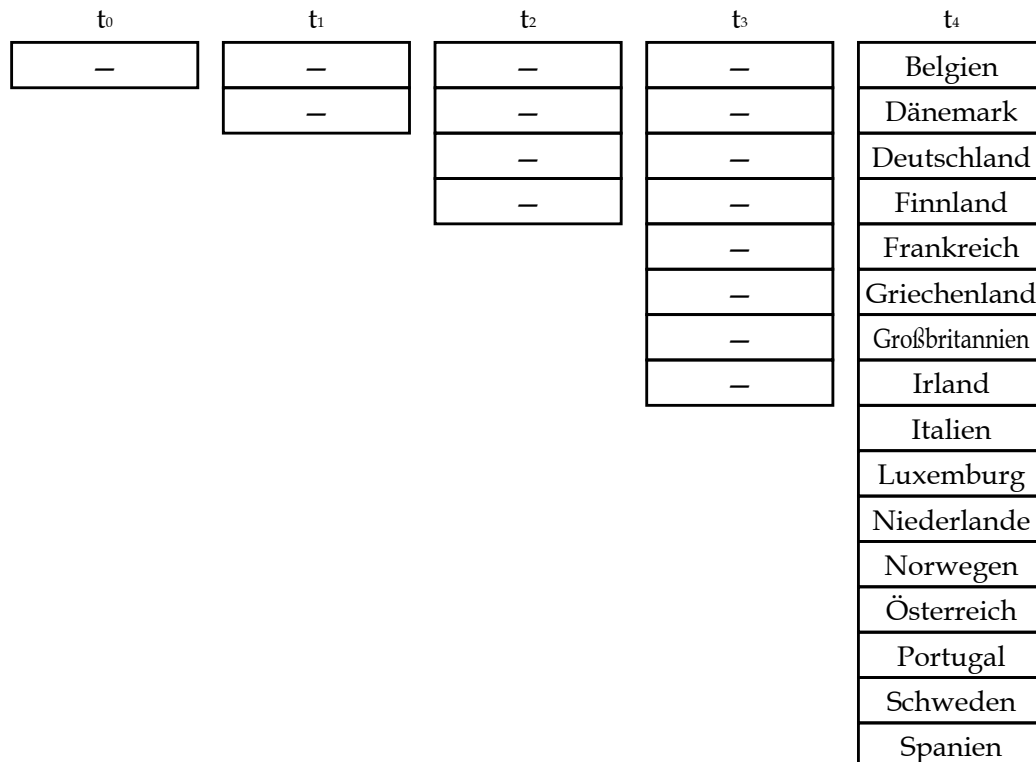 t0 t1 t2 t3 t4
– – – – Belgien
– – – Dänemark
– – Deutschland
– – Finnland
– Frankreich
– Griechenland
– Großbritannien
– Irland
Italien
Luxemburg
Niederlande
Norwegen
Österreich
Portugal
Schweden
Spanien